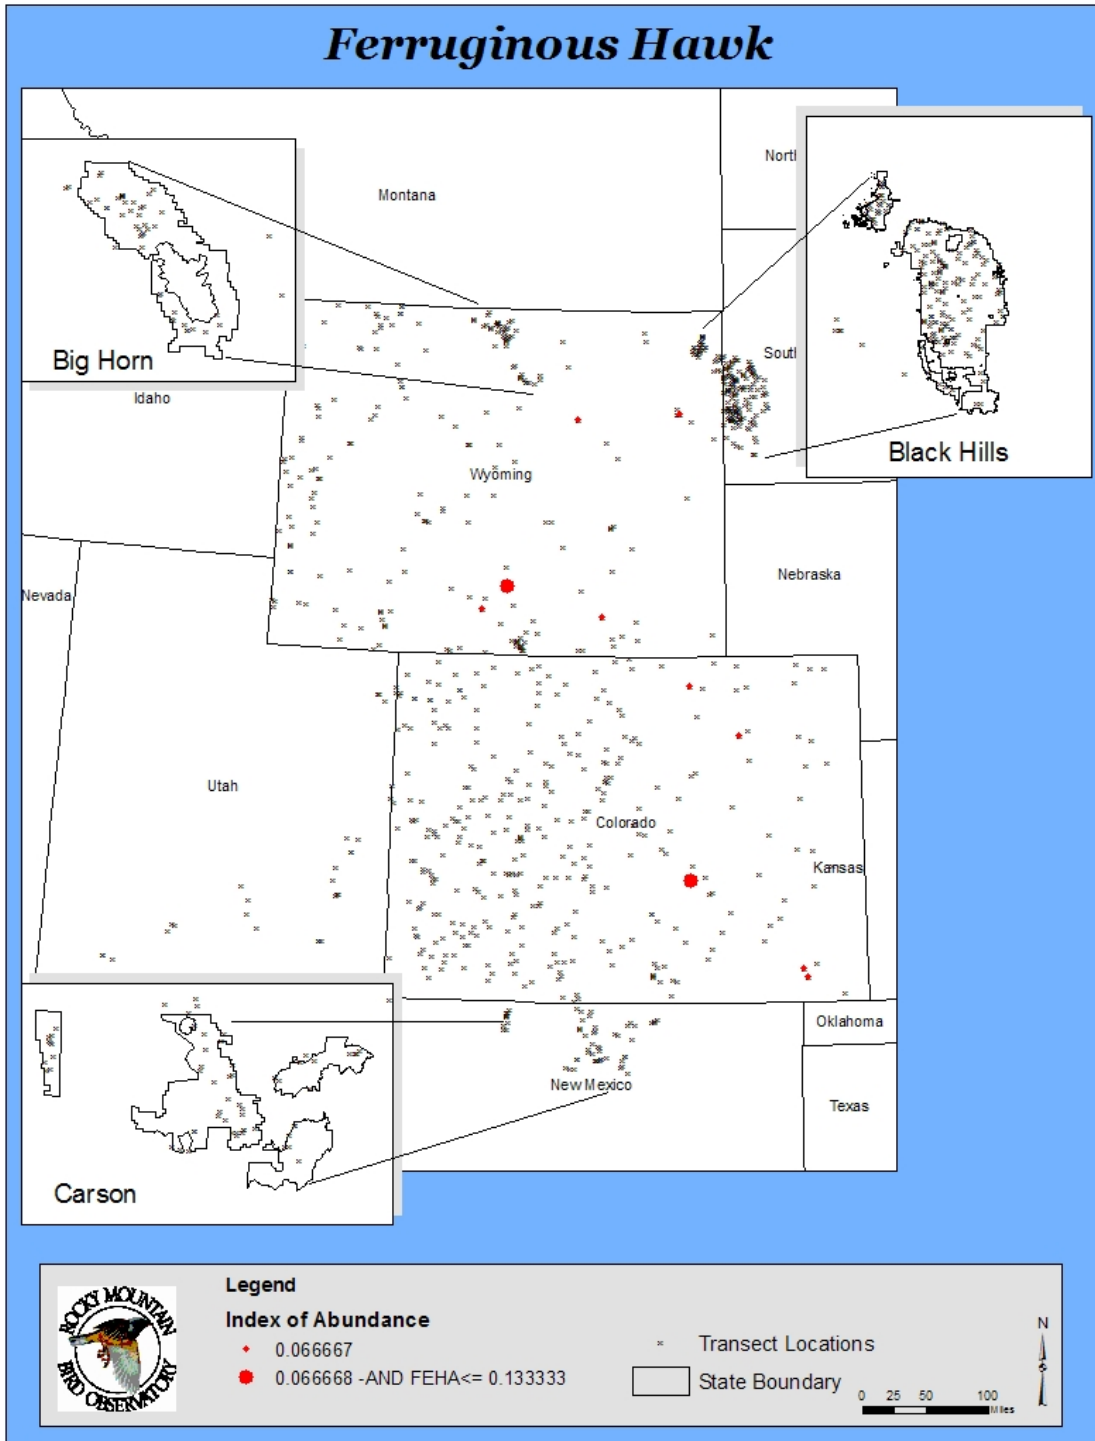 Ferruginous Hawk
Montana
North
Big Horn
Idaho
South
Black Hills
Wyoming
Nevada
Nebraska
Utah
Colorado
Kansas
Oklahoma
New Mexico
Texas
Carson
ROCKY MOUNTAIN
BIRD OBSERVATORY
Legend
Index of Abundance
0.066667
0.066668 -AND FEHA<= 0.133333
Transect Locations
State Boundary
N
0 25 50 100
Miles